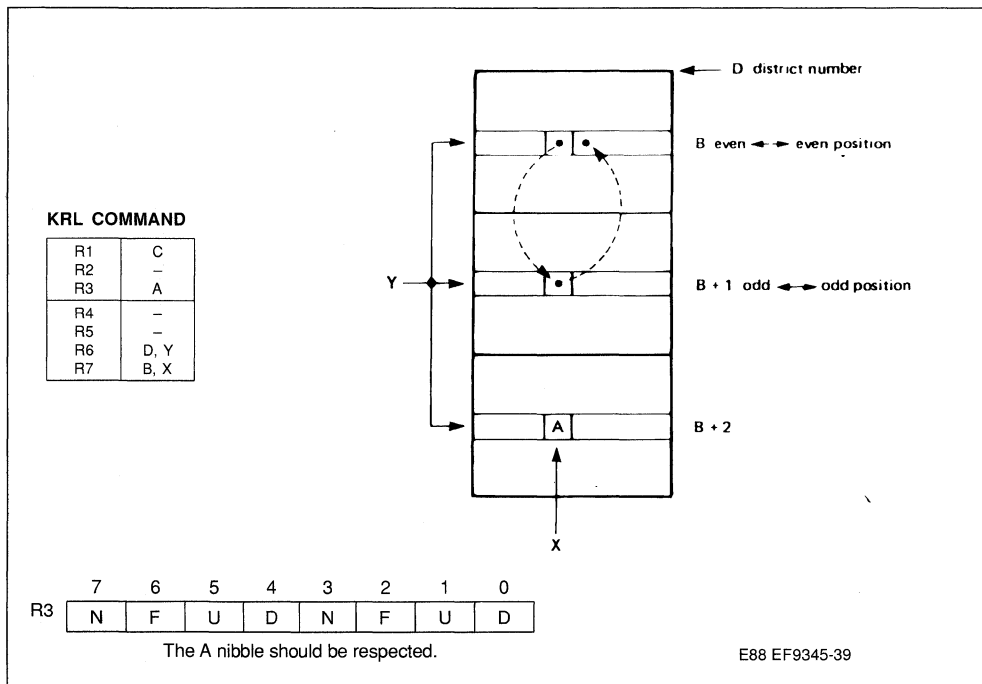 D district number
B even ◄-► even position
KRL COMMAND
R1 C
R2 –
R3 A
R4 –
R5 –
R6 D, Y
R7 B, X
Y
B + 1 odd ◄-► odd position
A
B + 2
X
7 6 5 4 3 2 1 0
R3 N F U D N F U D
The A nibble should be respected.
E88 EF9345-39